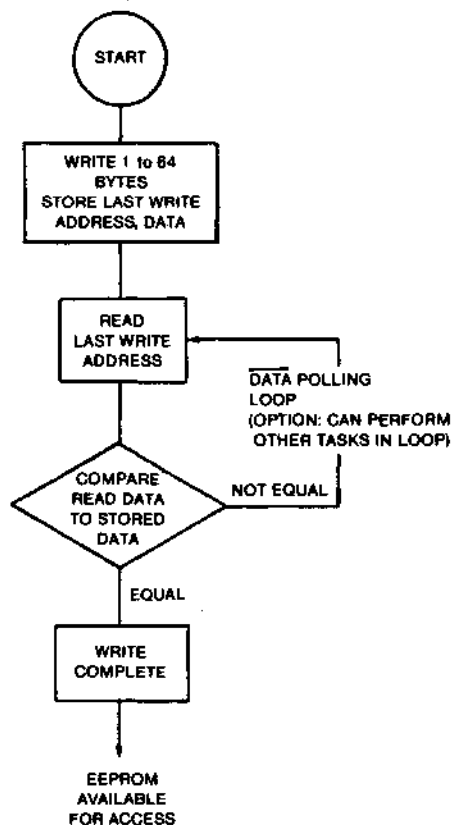 START
WRITE 1 to 64
BYTES
STORE LAST WRITE
ADDRESS, DATA
READ
LAST WRITE
ADDRESS
DATA POLLING
LOOP
(OPTION: CAN PERFORM
OTHER TASKS IN LOOP)
COMPARE
READ DATA
TO STORED
DATA
NOT EQUAL
EQUAL
WRITE
COMPLETE
EEPROM
AVAILABLE
FOR ACCESS